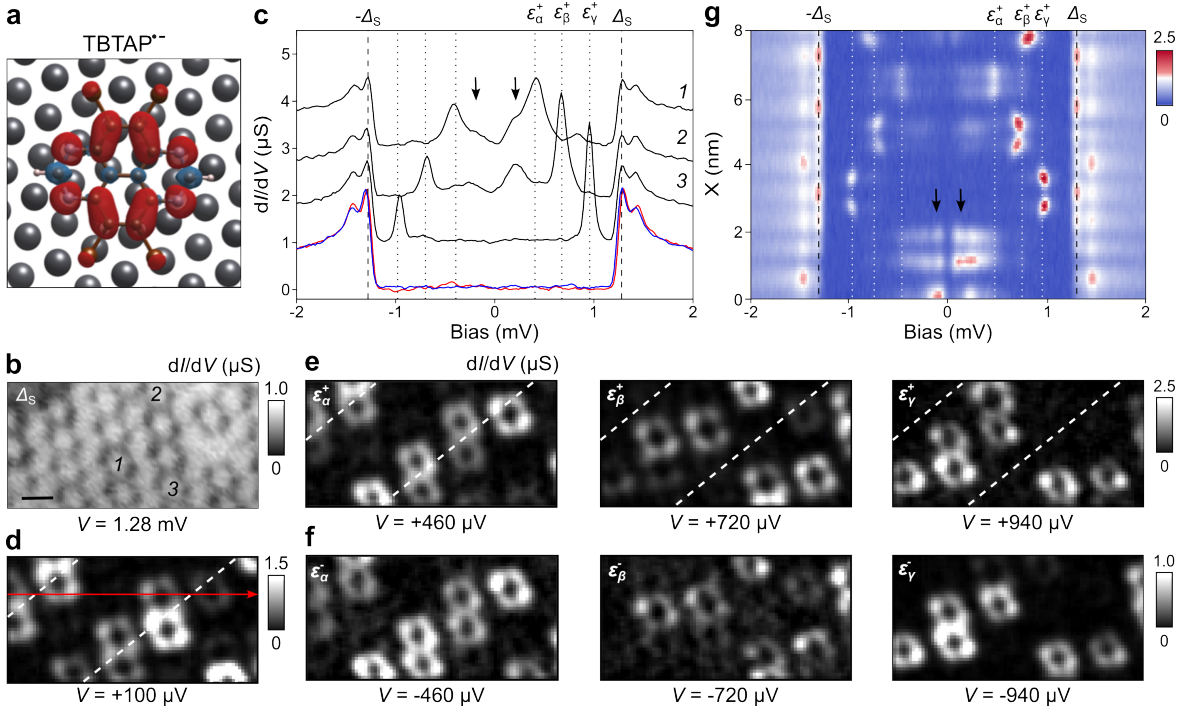 a
TBTAP•−
b
dI/dV (µS)
ΔS
1
2
3
1.0
0
V = 1.28 mV
c
-ΔS
εα+
εβ+
εγ+
ΔS
dI/dV (µS)
5
4
3
2
1
0
1
2
3
-2
-1
0
1
2
Bias (mV)
d
1.5
0
V = +100 µV
e
dI/dV (µS)
εα+
V = +460 µV
εβ+
V = +720 µV
εγ+
V = +940 µV
2.5
0
f
εα-
V = -460 µV
εβ-
V = -720 µV
εγ-
V = -940 µV
1.0
0
g
-ΔS
εα+
εβ+
εγ+
ΔS
X (nm)
8
6
4
2
0
-2
-1
0
1
2
Bias (mV)
2.5
0